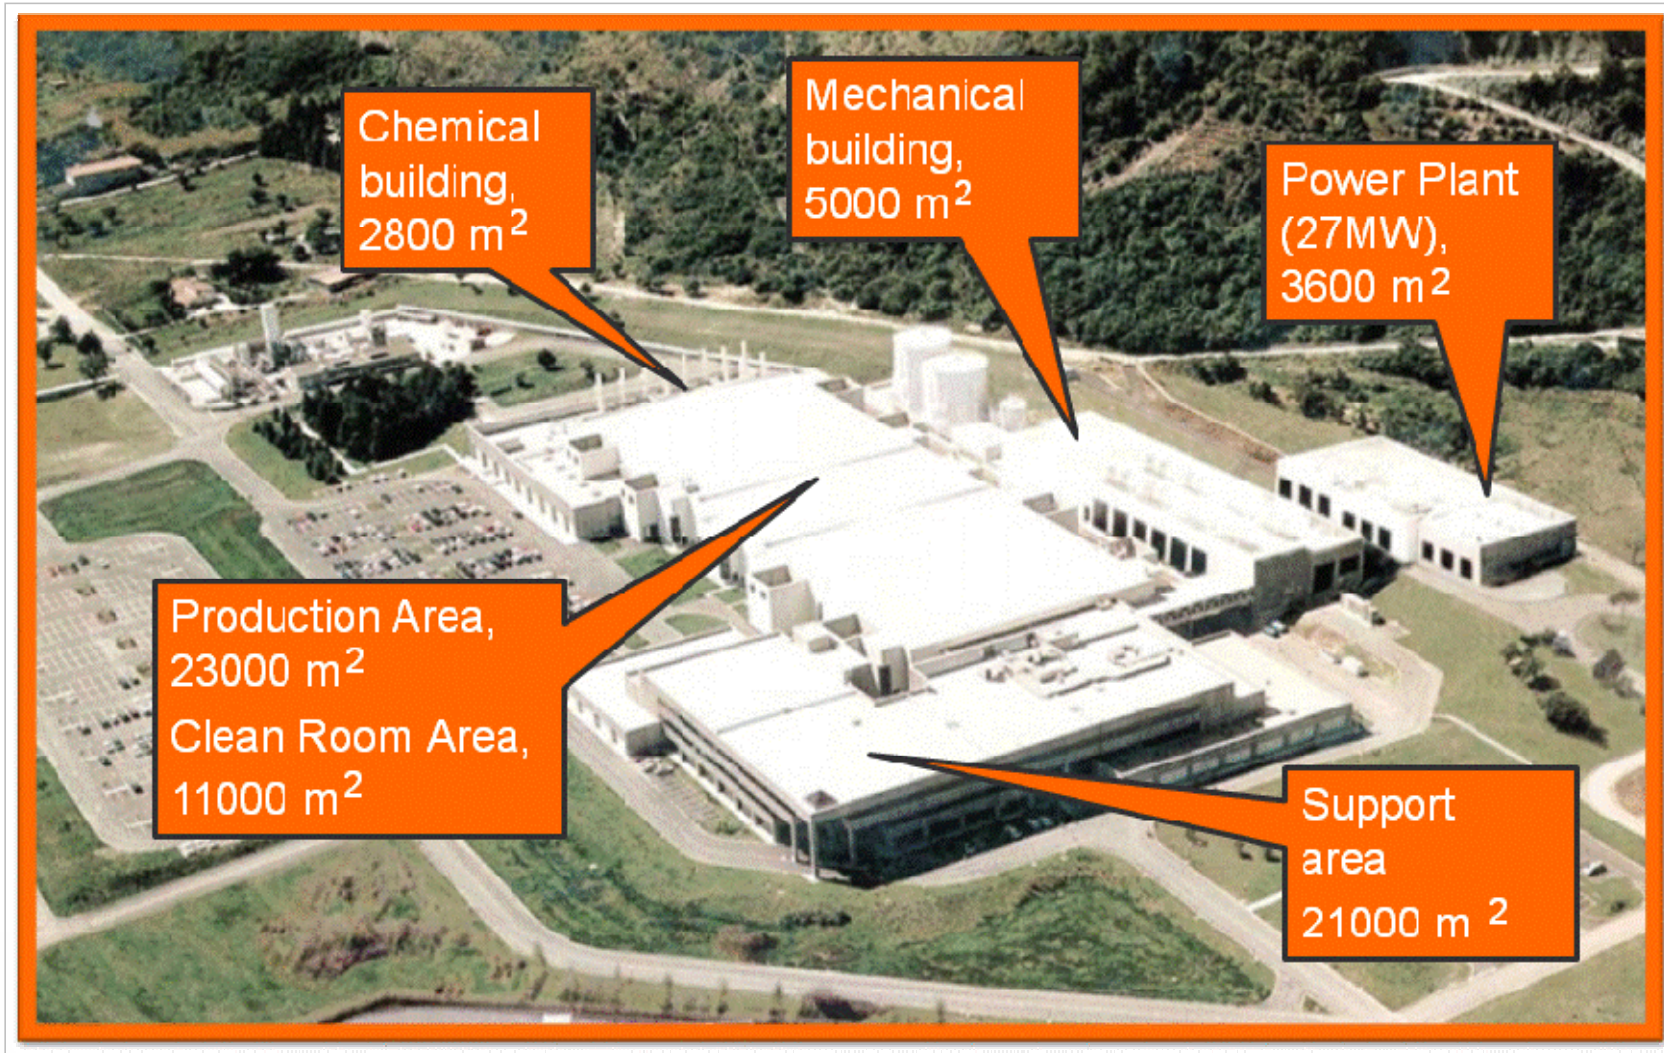 Chemical
building,
2800 m²
Mechanical
building,
5000 m²
Power Plant
(27MW),
3600 m²
Production Area,
23000 m²
Clean Room Area,
11000 m²
Support
area
21000 m ²